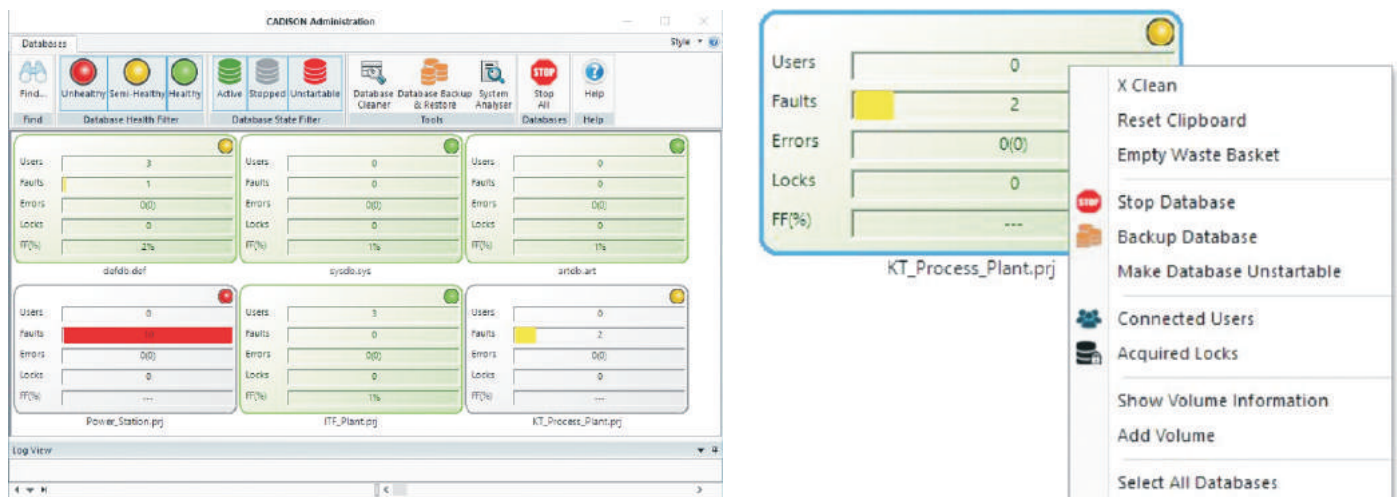 CADISON Administration
Databases
Style
Find...
Unhealthy Semi-Healthy Healthy
Active Stopped Unstartable
Database Cleaner
Database Backup & Restore
System Analyser
STOP
Stop All
Help
Find
Database Health Filter
Database State Filter
Tools
Databases
Help
Users 3
Faults 1
Errors 0(0)
Locks 0
FF(%) 2%
defdb.def
Users 0
Faults 0
Errors 0(0)
Locks 0
FF(%) 1%
sysdb.sys
Users 0
Faults 0
Errors 0(0)
Locks 0
FF(%) 1%
artdb.art
Users 0
Faults
Errors 0(0)
Locks 0
FF(%) ---
Power_Station.prj
Users 3
Faults 0
Errors 0(0)
Locks 0
FF(%) 1%
ITF_Plant.prj
Users 0
Faults 2
Errors 0(0)
Locks 0
FF(%) ---
KT_Process_Plant.prj
Log View
Users 0
Faults 2
Errors 0(0)
Locks 0
FF(%) ---
KT_Process_Plant.prj
X Clean
Reset Clipboard
Empty Waste Basket
STOP Stop Database
Backup Database
Make Database Unstartable
Connected Users
Acquired Locks
Show Volume Information
Add Volume
Select All Databases